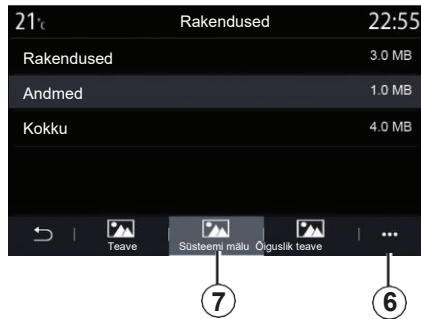 21°c Rakendused 22:55
Rakendused 3.0 MB
Andmed 1.0 MB
Kokku 4.0 MB
Teave Süsteemi mälu Õiguslik teave
7 6